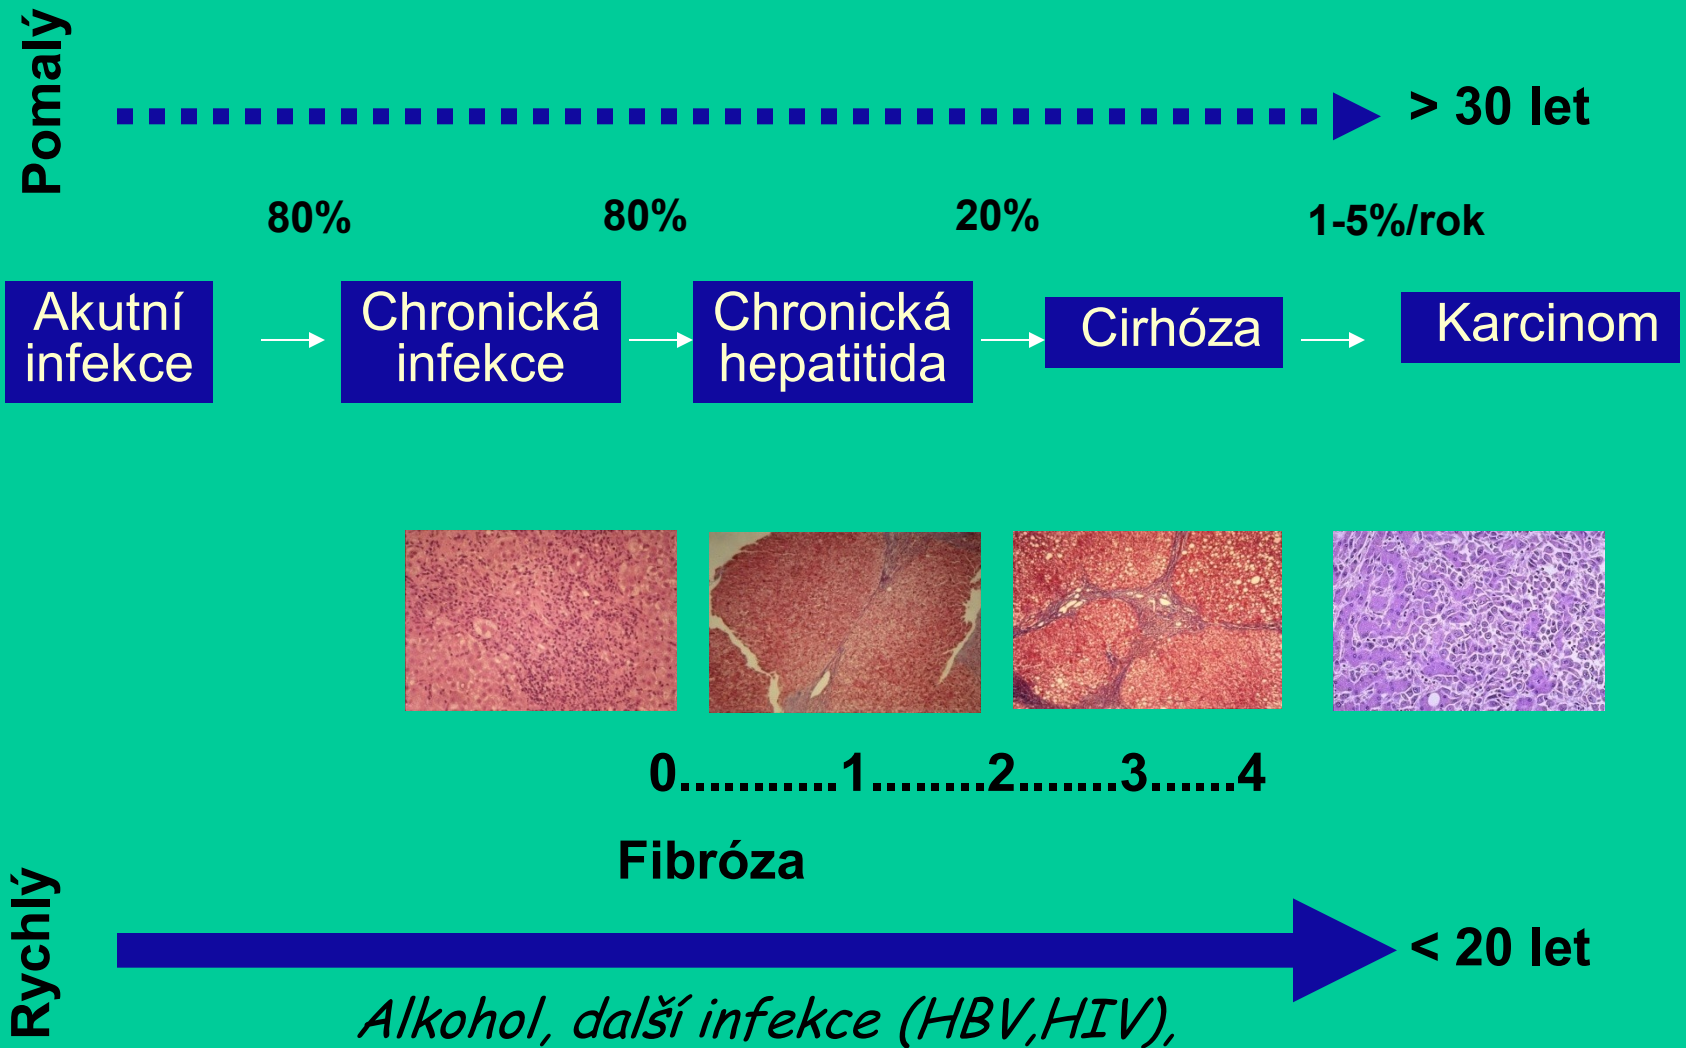 Pomalý
> 30 let
80%
80%
20%
1-5%/rok
Akutní
infekce
Chronická
infekce
Chronická
hepatitida
Cirhóza
Karcinom
0...........1........2.......3......4
Fibróza
Rychlý
< 20 let
Alkohol, další infekce (HBV,HIV),